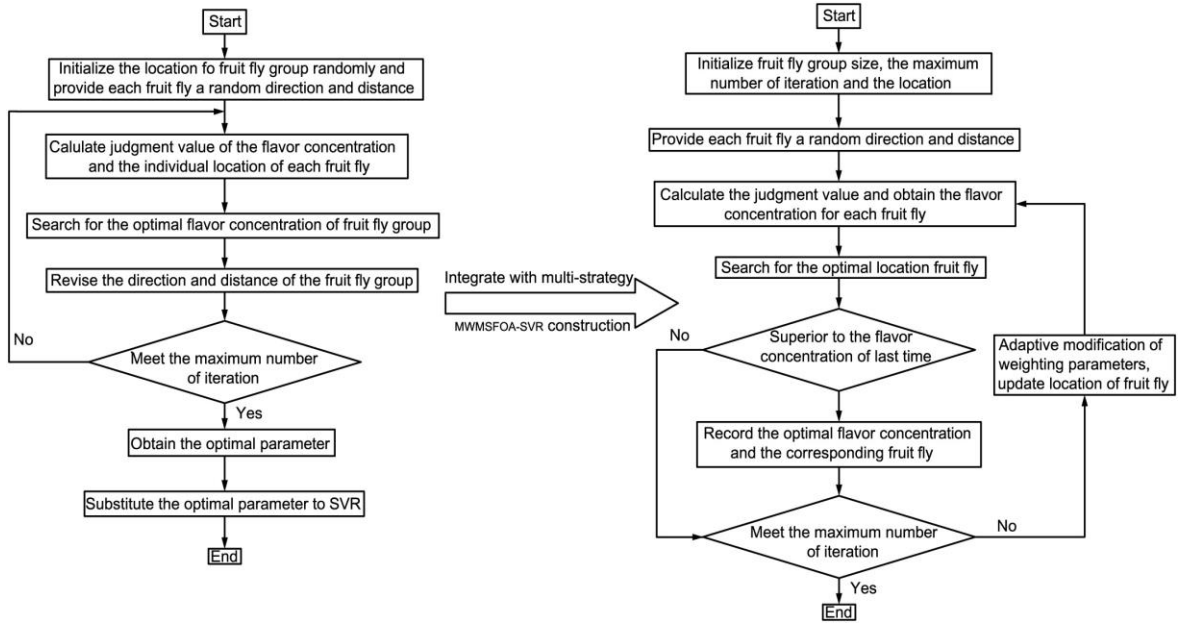 Start
Initialize the location fo fruit fly group randomly and
provide each fruit fly a random direction and distance
Calulate judgment value of the flavor concentration
and the individual location of each fruit fly
Search for the optimal flavor concentration of fruit fly group
Revise the direction and distance of the fruit fly group
No
Meet the maximum number
of iteration
Yes
Obtain the optimal parameter
Substitute the optimal parameter to SVR
End
Integrate with multi-strategy
MWMSFOA-SVR construction
Start
Initialize fruit fly group size, the maximum
number of iteration and the location
Provide each fruit fly a random direction and distance
Calculate the judgment value and obtain the flavor
concentration for each fruit fly
Search for the optimal location fruit fly
No
Superior to the flavor
concentration of last time
Adaptive modification of
weighting parameters,
update location of fruit fly
Record the optimal flavor concentration
and the corresponding fruit fly
Meet the maximum number
of iteration
No
Yes
End